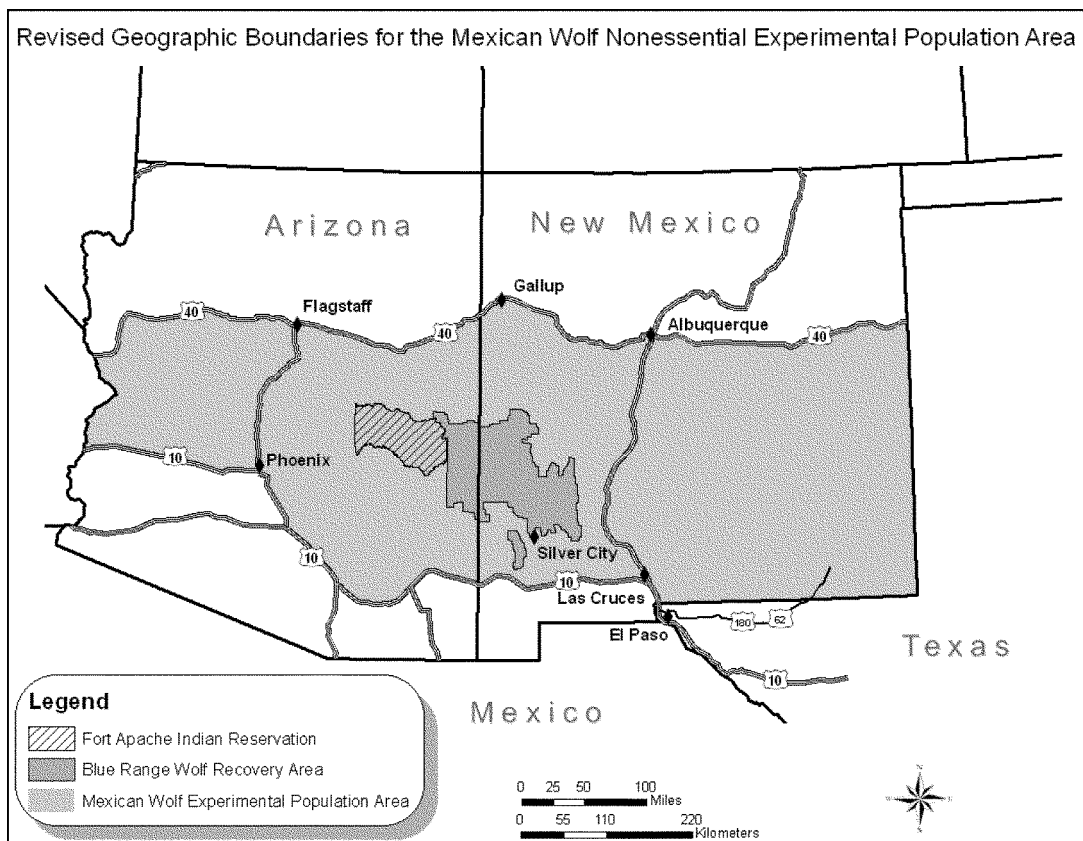 Revised Geographic Boundaries for the Mexican Wolf Nonessential Experimental Population Area
Arizona
New Mexico
Gallup
Flagstaff
40
40
Albuquerque
40
10
Phoenix
10
Silver City
10
Las Cruces
180
62
El Paso
Texas
10
Mexico
Legend
Fort Apache Indian Reservation
Blue Range Wolf Recovery Area
Mexican Wolf Experimental Population Area
0 25 50 100
Miles
0 55 110 220
Kilometers